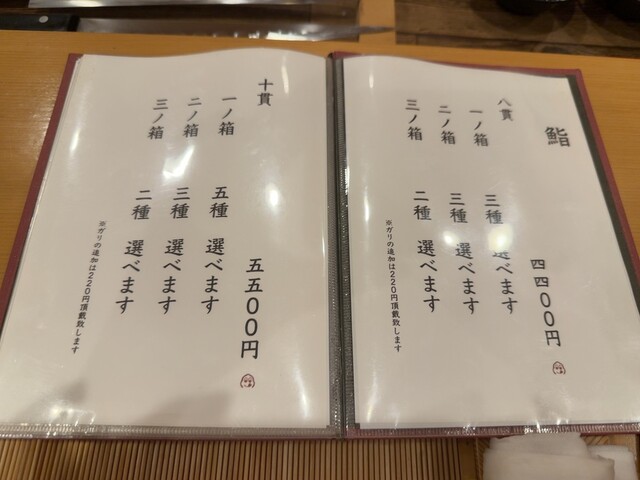 鮨
八貫 四四〇〇円
一ノ箱 三種 選べます
二ノ箱 三種 選べます
三ノ箱 二種 選べます
※ガリの追加は220円頂戴致します
十貫 五五〇〇円
一ノ箱 五種 選べます
二ノ箱 三種 選べます
三ノ箱 二種 選べます
※ガリの追加は220円頂戴致します